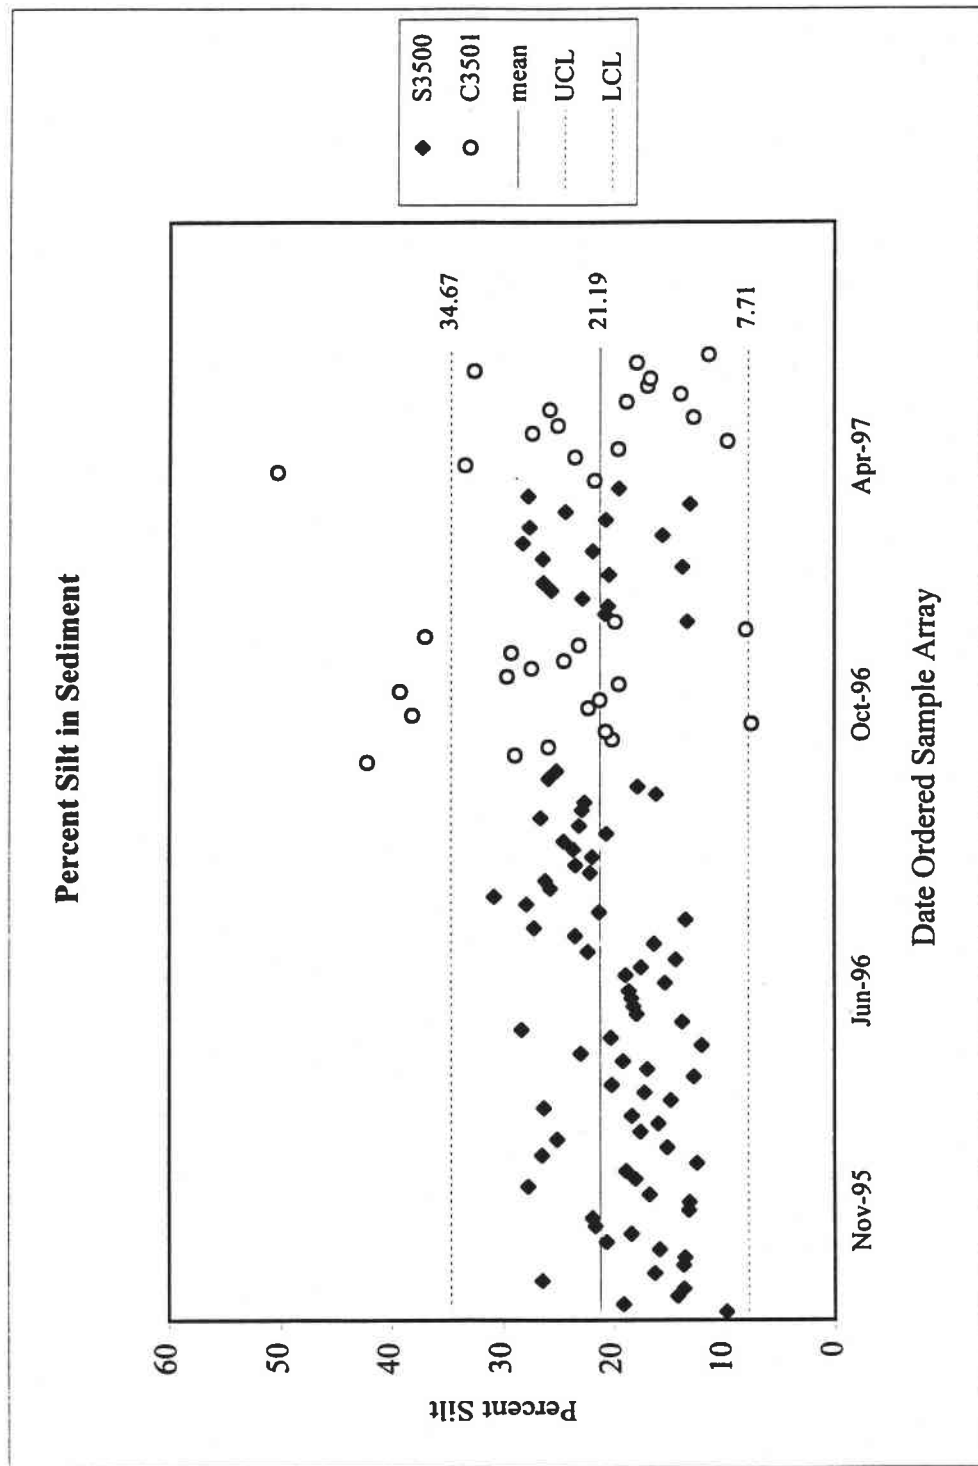 Percent Silt in Sediment
60
50
40
30
20
10
0
Percent Silt
34.67
21.19
7.71
Nov-95
Jun-96
Oct-96
Apr-97
Date Ordered Sample Array
S3500
C3501
mean
UCL
LCL